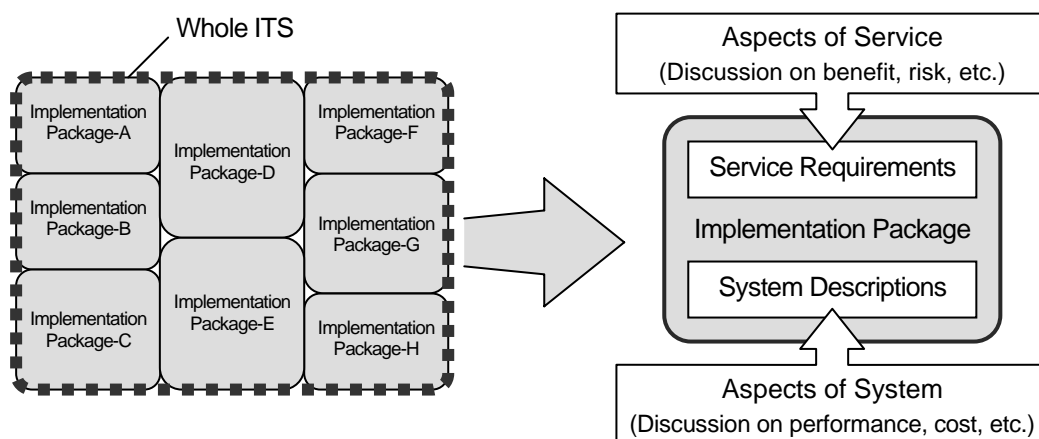 Whole ITS
Implementation
Package-A
Implementation
Package-B
Implementation
Package-C
Implementation
Package-D
Implementation
Package-E
Implementation
Package-F
Implementation
Package-G
Implementation
Package-H
Aspects of Service
(Discussion on benefit, risk, etc.)
Service Requirements
Implementation Package
System Descriptions
Aspects of System
(Discussion on performance, cost, etc.)